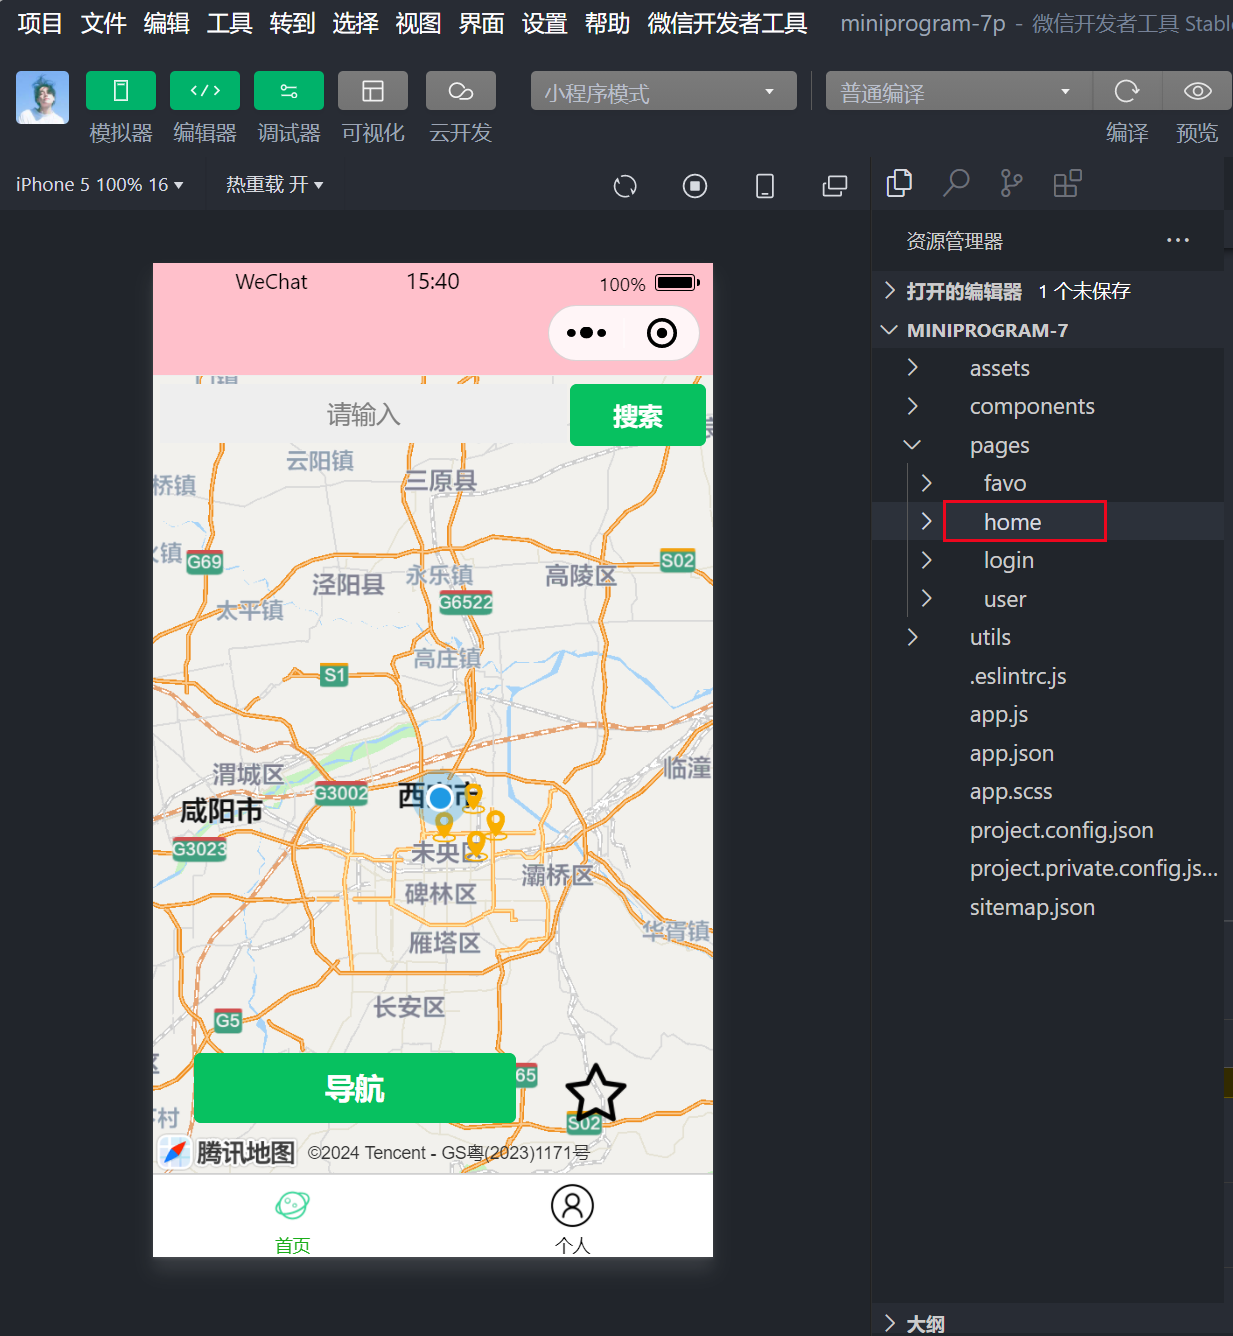 项目 文件 编辑 工具 转到 选择 视图 界面 设置 帮助 微信开发者工具 miniprogram-7p - 微信开发者工具 Stabl
小程序模式 普通编译
模拟器 编辑器 调试器 可视化 云开发 编译 预览
iPhone 5 100% 16 热重载 开
资源管理器
打开的编辑器 1 个未保存
MINIPROGRAM-7
assets
components
pages
favo
home
login
user
utils
.eslintrc.js
app.js
app.json
app.scss
project.config.json
project.private.config.js...
sitemap.json
大纲
WeChat 15:40 100%
请输入 搜索
云阳镇
三原县
桥镇
镇 G69
永乐镇 高陵区 S02
泾阳县
G6522
太平镇
高庄镇
S1
渭城区 临潼
G3002 西 市
咸阳市
G3023 未央区
灞桥区
碑林区
华胥镇
雁塔区
长安区
G5
导航 65
S02
村
腾讯地图 ©2024 Tencent - GS粤(2023)1171号
首页 个人